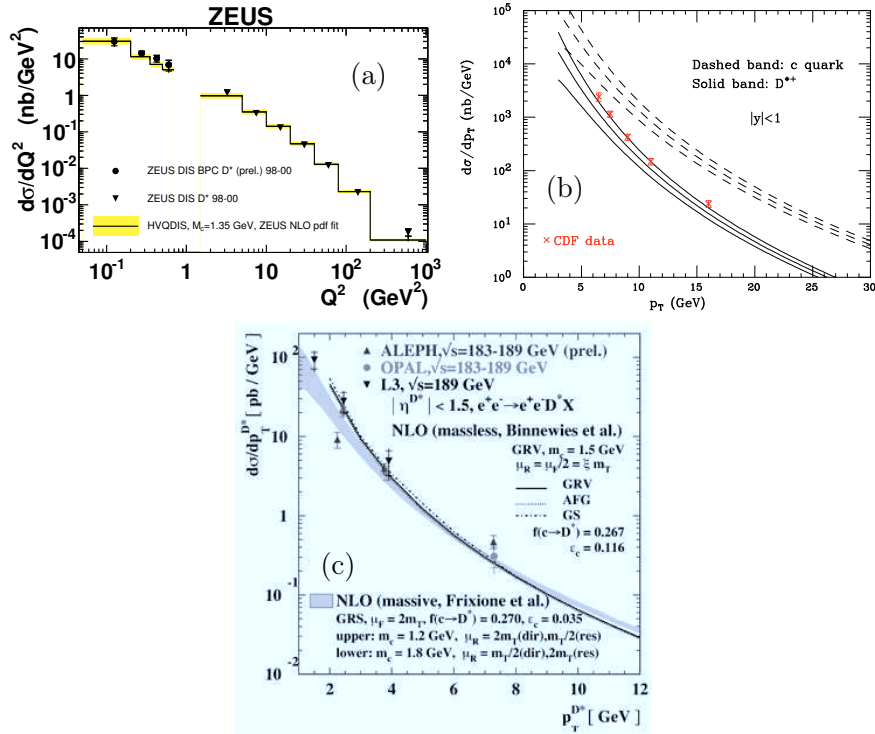 ZEUS
(a)
dσ/dQ² (nb/GeV²)
10
1
10⁻¹
10⁻²
10⁻³
10⁻⁴
ZEUS BPC D* (prel.) 98-00
ZEUS DIS D* 98-00
HVQDIS, M_c=1.35 GeV, ZEUS NLO pdf fit
10⁻¹ 1 10 10² 10³
Q² (GeV²)
(b)
dσ/dp_T (nb/GeV)
10⁵
10⁴
10³
10²
10¹
10⁰
Dashed band: c quark
Solid band: D*⁺
|y|<1
× CDF data
0 5 10 15 20 25 30
p_T (GeV)
(c)
dσ/dp_T^D* [ pb / GeV ]
10²
10
1
10⁻¹
10⁻²
ALEPH,√s=183-189 GeV (prel.)
OPAL,√s=183-189 GeV
L3, √s=189 GeV
| η^D* | < 1.5, e⁺e⁻→e⁺e⁻D*X
NLO (massless, Binnewies et al.)
GRV, m_c = 1.5 GeV
μ_R = μ_F/2 = ξ m_T
GRV
AFG
GS
f(c→D*) = 0.267
ε_c = 0.116
NLO (massive, Frixione et al.)
GRS, μ_F = 2m_T, f(c→D*) = 0.270, ε_c = 0.035
upper: m_c = 1.2 GeV, μ_R = 2m_T(dir),m_T/2(res)
lower: m_c = 1.8 GeV, μ_R = m_T/2(dir),2m_T(res)
2 4 6 8 10 12
p_T^D* [ GeV ]